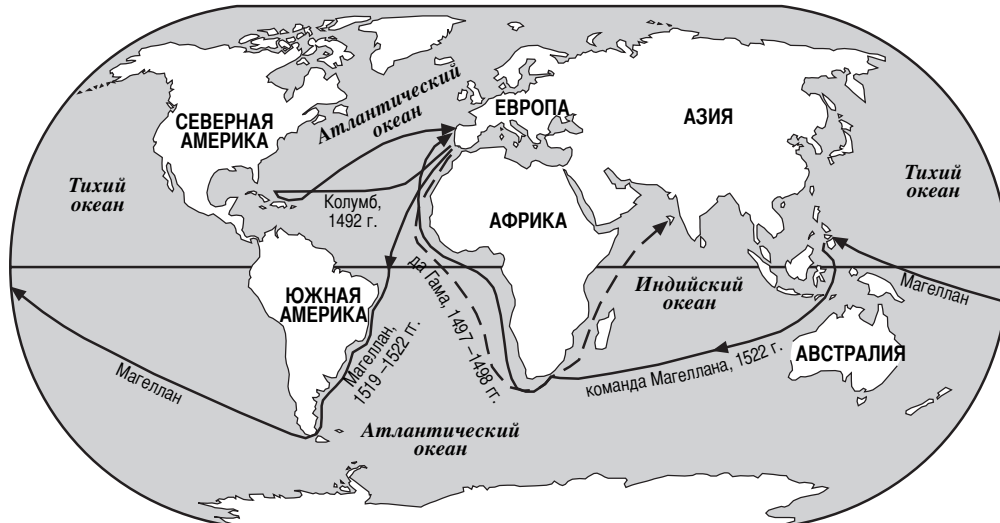 Атлантический
океан
ЕВРОПА
АЗИЯ
СЕВЕРНАЯ
АМЕРИКА
Тихий
океан
Тихий
океан
Колумб,
1492 г.
АФРИКА
да Гама, 1497 –1498 гг.
Индийский
океан
Магеллан
ЮЖНАЯ
АМЕРИКА
Магеллан,
1519 –1522 гг.
АВСТРАЛИЯ
Магеллан
команда Магеллана, 1522 г.
Атлантический
океан